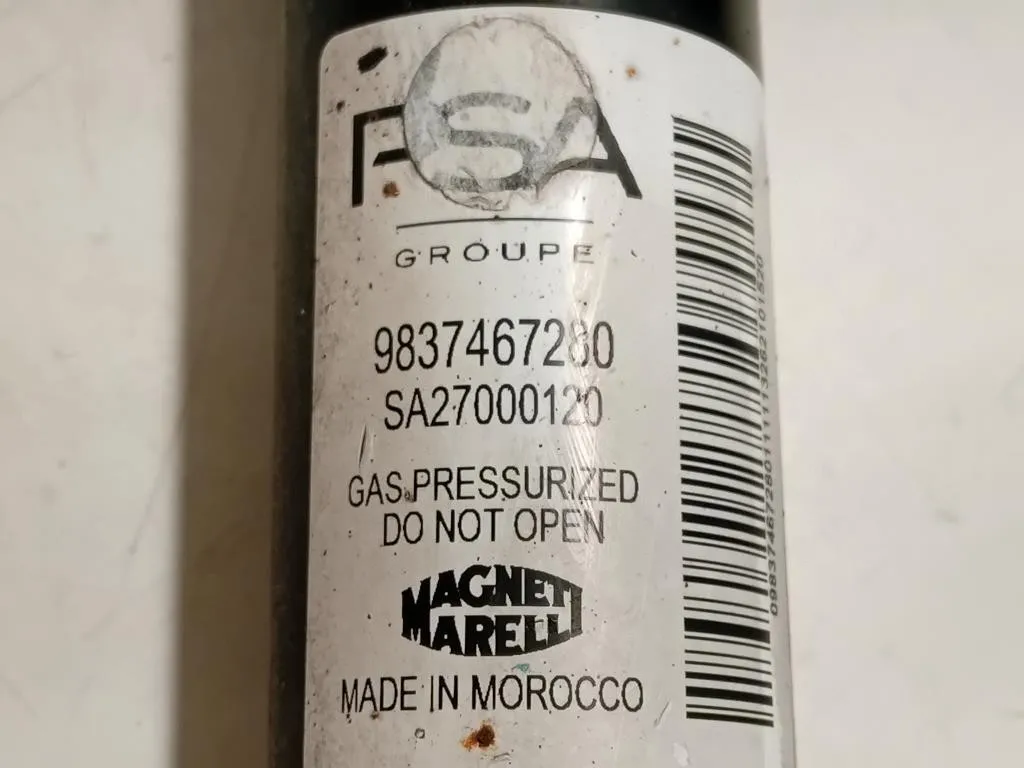 PSA
GROUPE
9837467280
SA27000120
GAS PRESSURIZED
DO NOT OPEN
MAGNETI
MARELLI
MADE IN MOROCCO